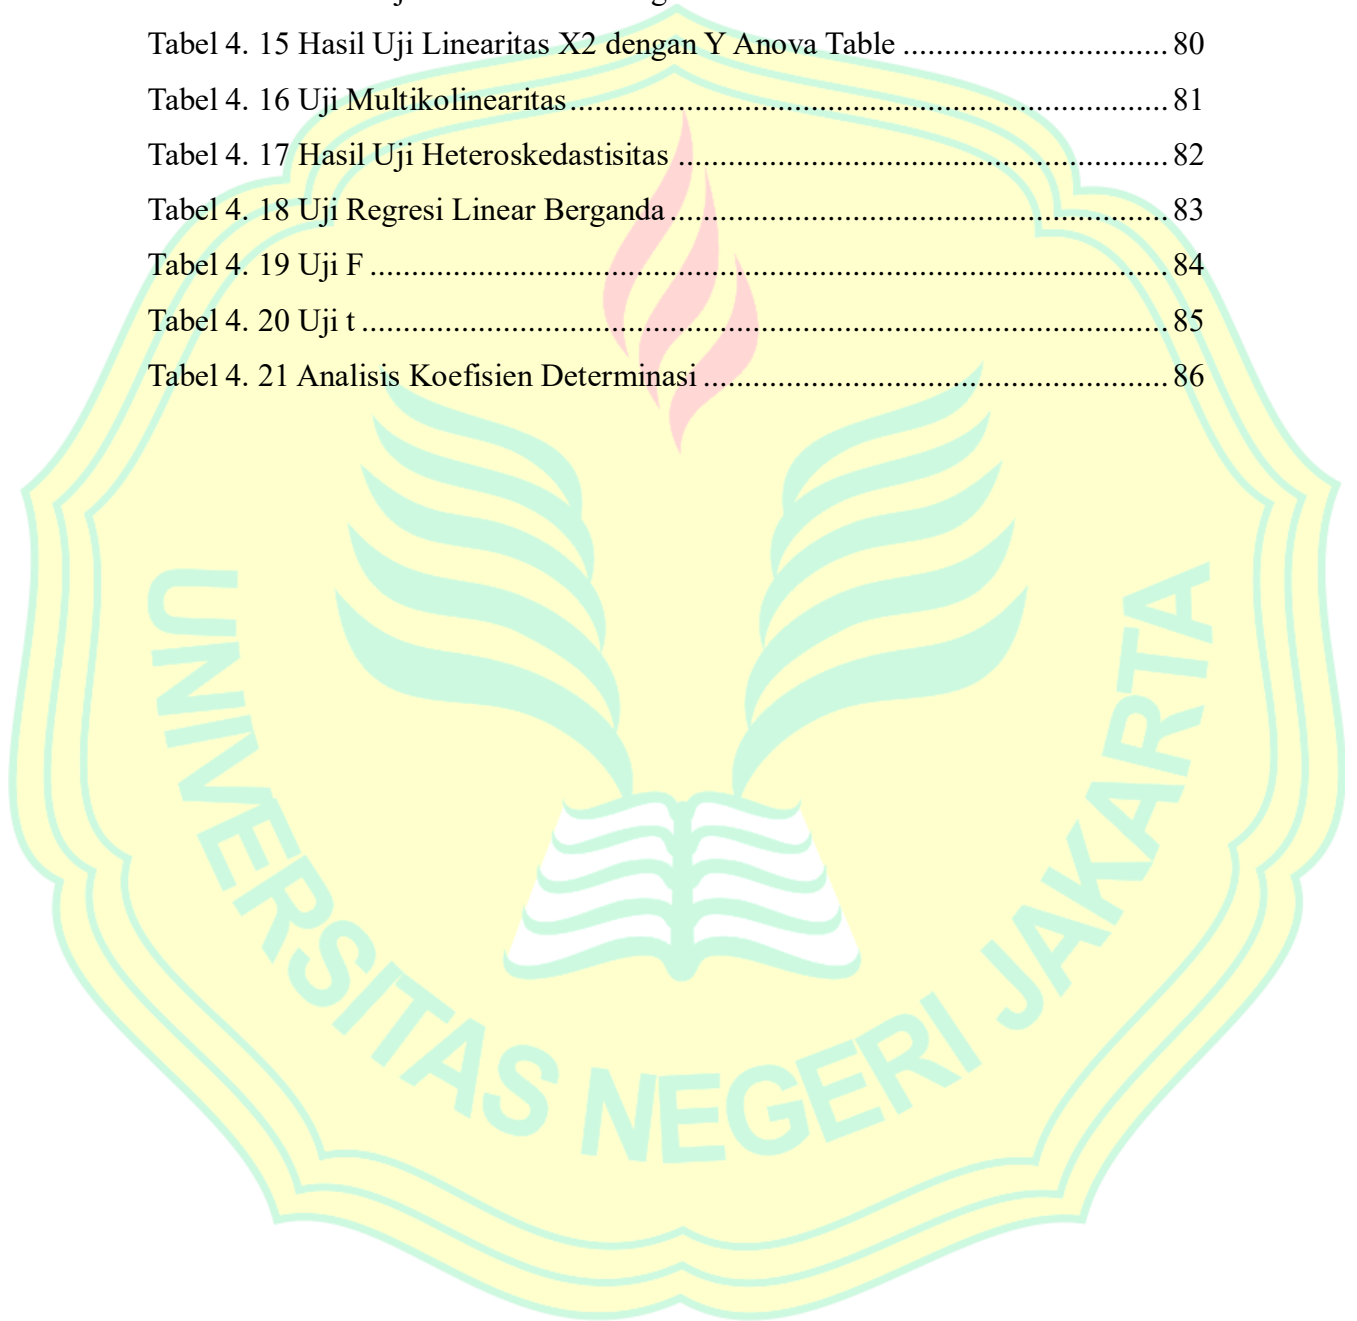 Tabel 4. 15 Hasil Uji Linearitas X2 dengan Y Anova Table ................................ 80
Tabel 4. 16 Uji Multikolinearitas......................................................................... 81
Tabel 4. 17 Hasil Uji Heteroskedastisitas ........................................................... 82
Tabel 4. 18 Uji Regresi Linear Berganda ............................................................ 83
Tabel 4. 19 Uji F ................................................................................................. 84
Tabel 4. 20 Uji t .................................................................................................. 85
Tabel 4. 21 Analisis Koefisien Determinasi ........................................................ 86
UNIVERSITAS NEGERI JAKARTA